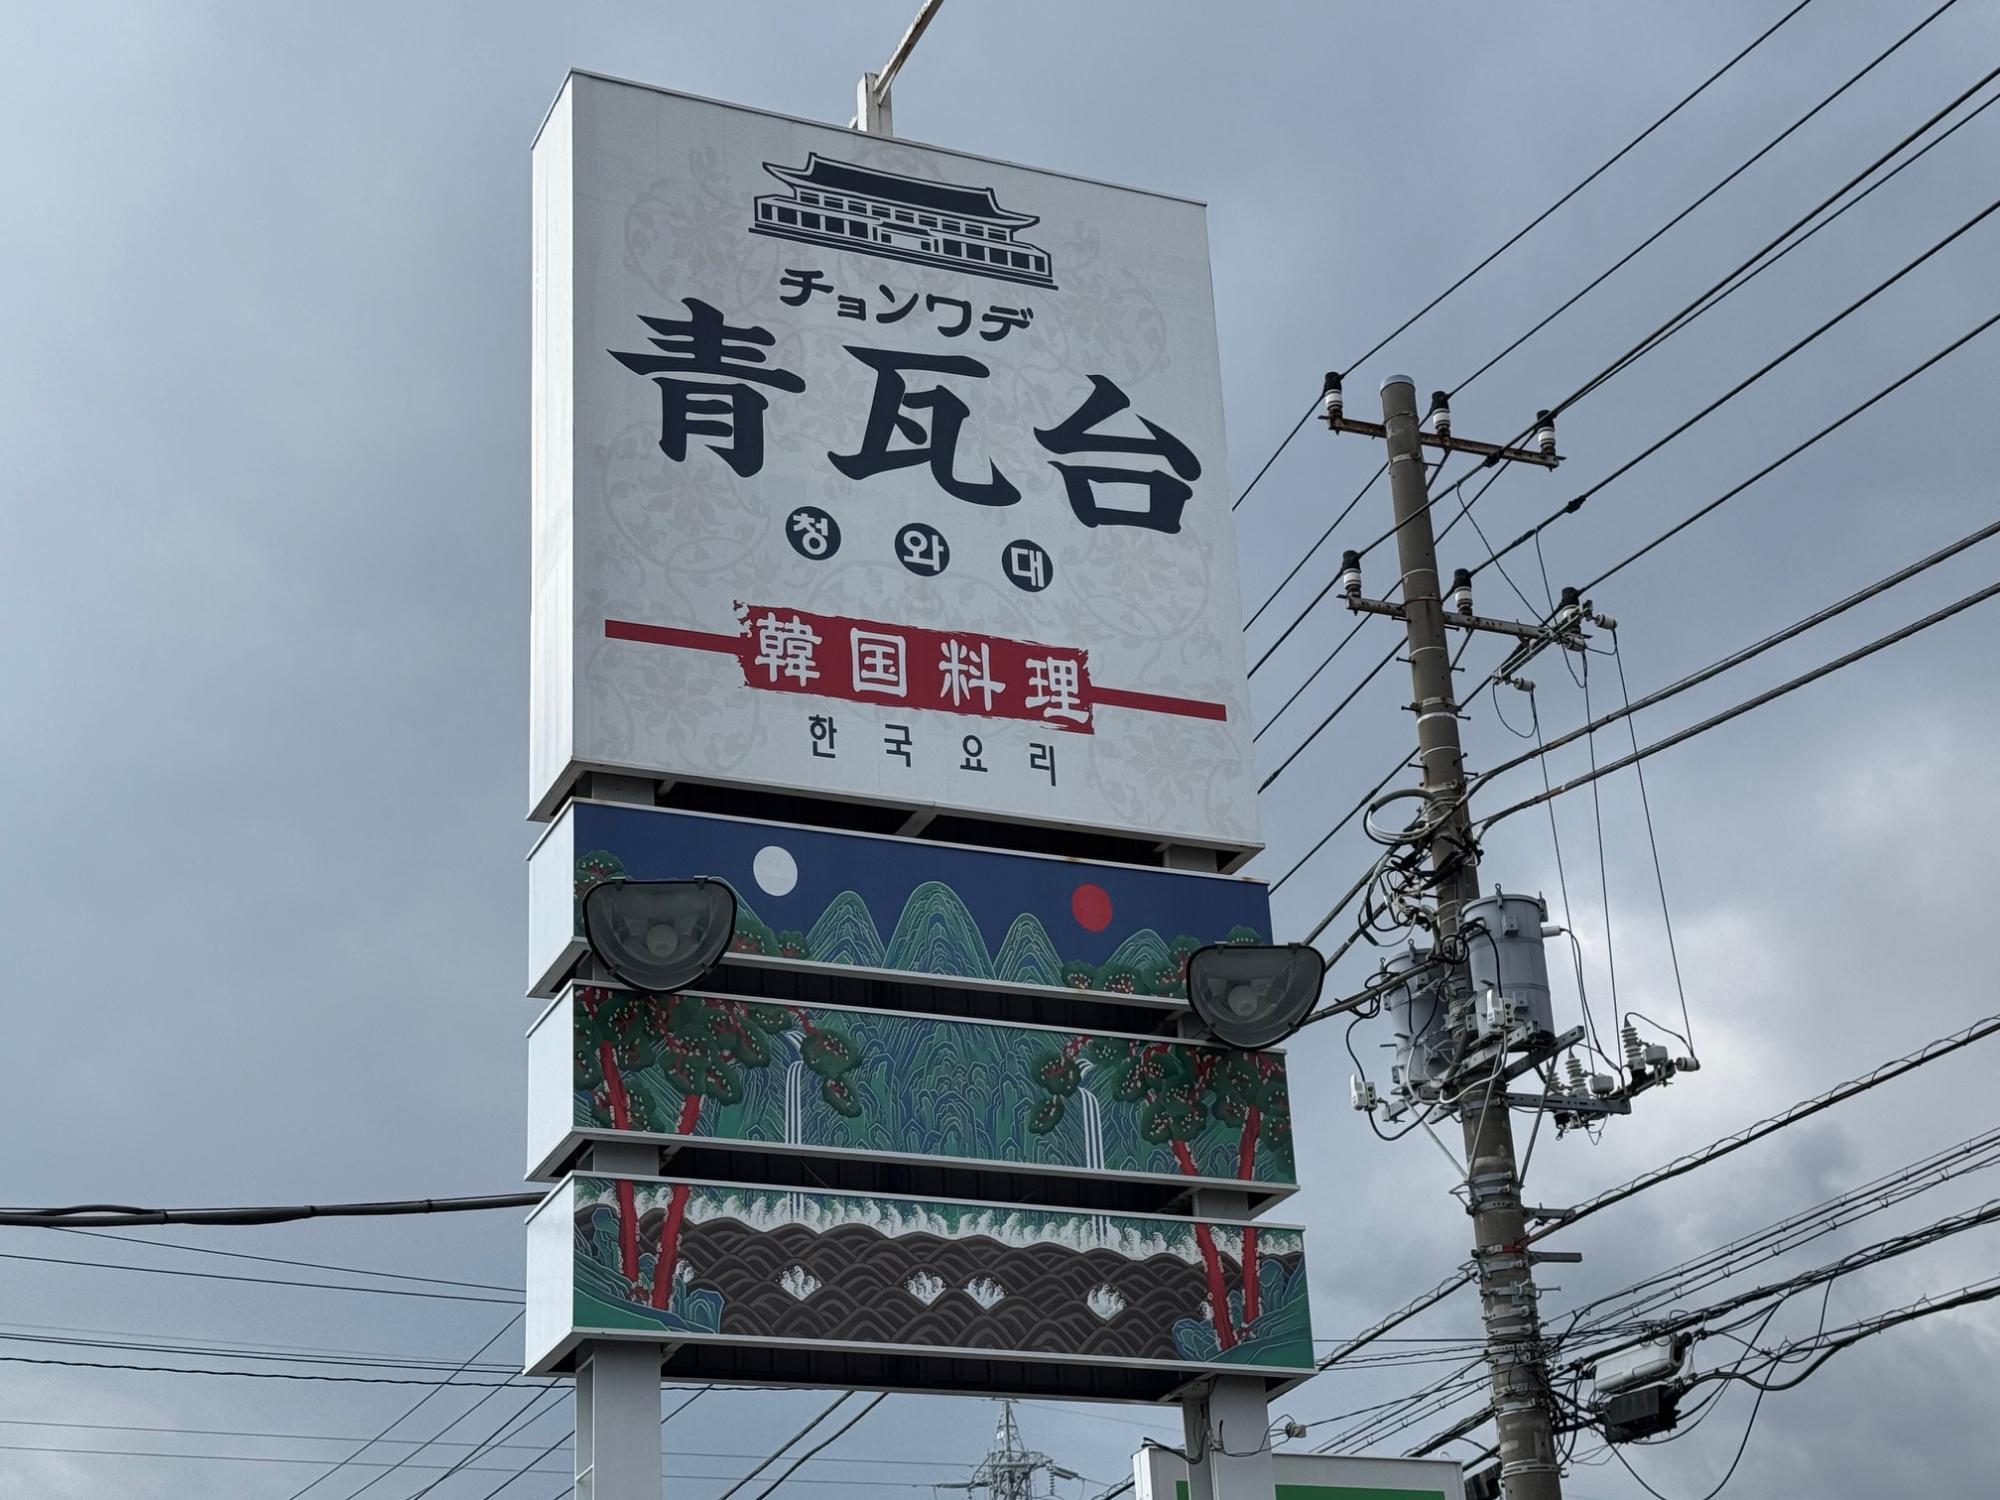 チョンワデ
青瓦台
청와대
韓国料理
한국요리